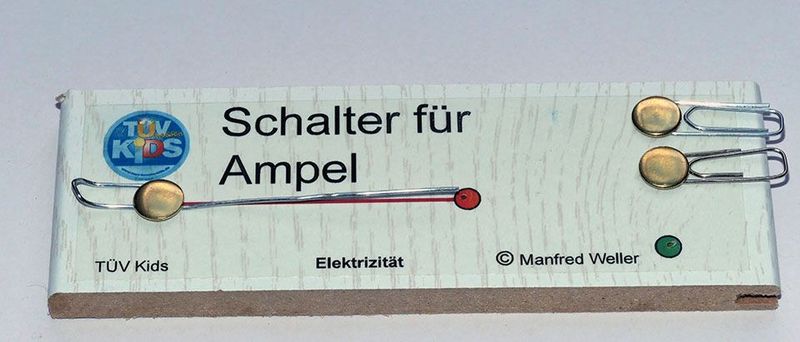 TÜV
KiDS
Schalter für
Ampel
TÜV Kids
Elektrizität
© Manfred Weller